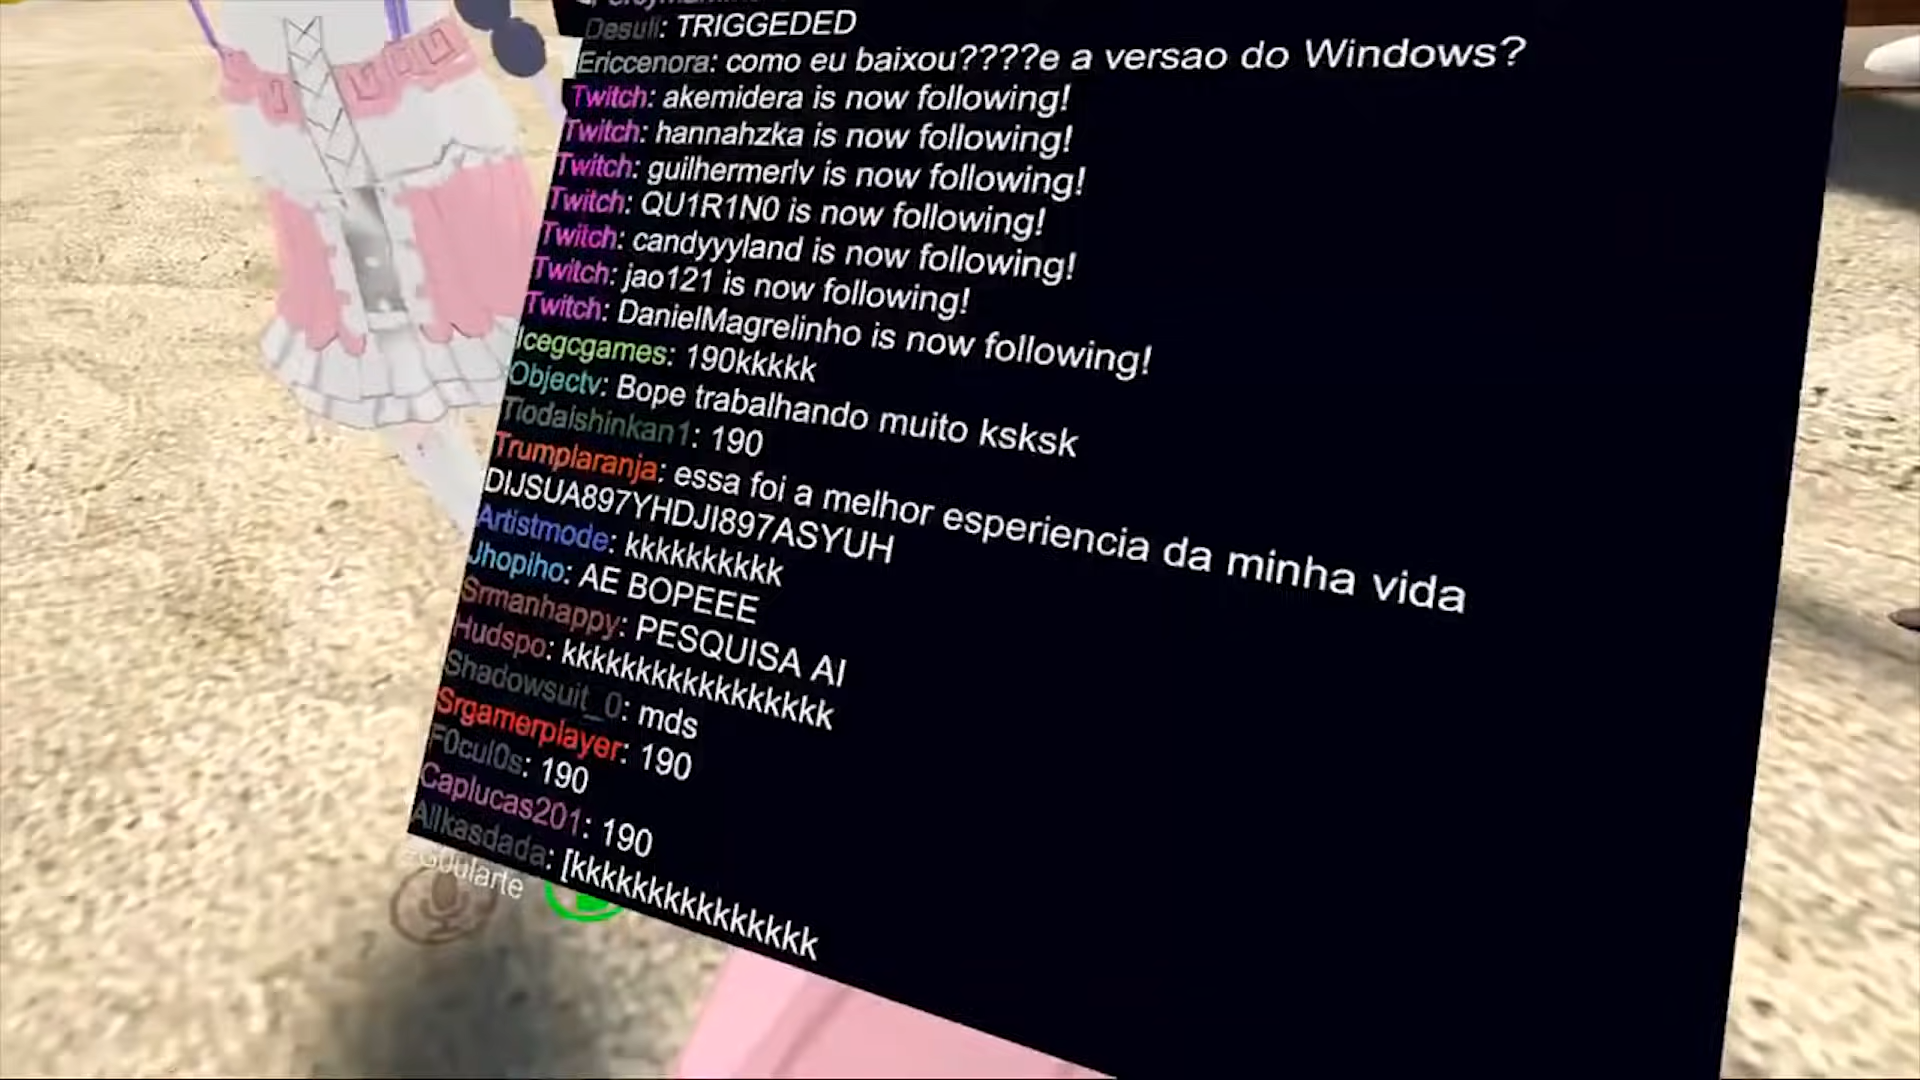 Desuli: TRIGGEDED
Ericcenora: como eu baixou????e a versao do Windows?
Twitch: akemidera is now following!
Twitch: hannahzka is now following!
Twitch: guilhermerlv is now following!
Twitch: QU1R1N0 is now following!
Twitch: candyyyland is now following!
Twitch: jao121 is now following!
Twitch: DanielMagrelinho is now following!
Icegcgames: 190kkkkk
Objectv: Bope trabalhando muito ksksk
Tiodaishinkan1: 190
Trumplaranja: essa foi a melhor esperiencia da minha vida
DIJSUA897YHDJI897ASYUH
Artistmode: kkkkkkkkkk
Jhopiho: AE BOPEEE
Srmanhappy: PESQUISA AI
Hudspo: kkkkkkkkkkkkkkkkkk
Shadowsuit_0: mds
Srgamerplayer: 190
F0cul0s: 190
Caplucas201: 190
Allkasdada: [kkkkkkkkkkkkkkkk